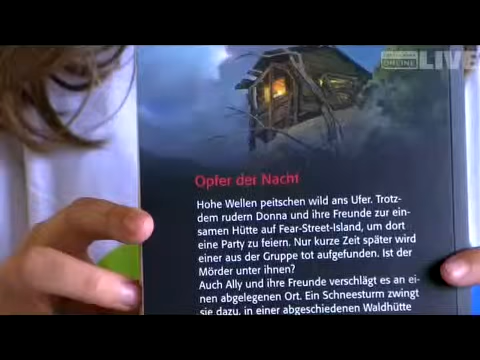 ONLINE LIVE
Opfer der Nacht
Hohe Wellen peitschen wild ans Ufer. Trotz-
dem rudern Donna und ihre Freunde zur ein-
samen Hütte auf Fear-Street-Island, um dort
eine Party zu feiern. Nur kurze Zeit später wird
einer aus der Gruppe tot aufgefunden. Ist der
Mörder unter ihnen?
Auch Ally und ihre Freunde verschlägt es an ei-
nen abgelegenen Ort. Ein Schneesturm zwingt
sie dazu, in einer abgeschiedenen Waldhütte